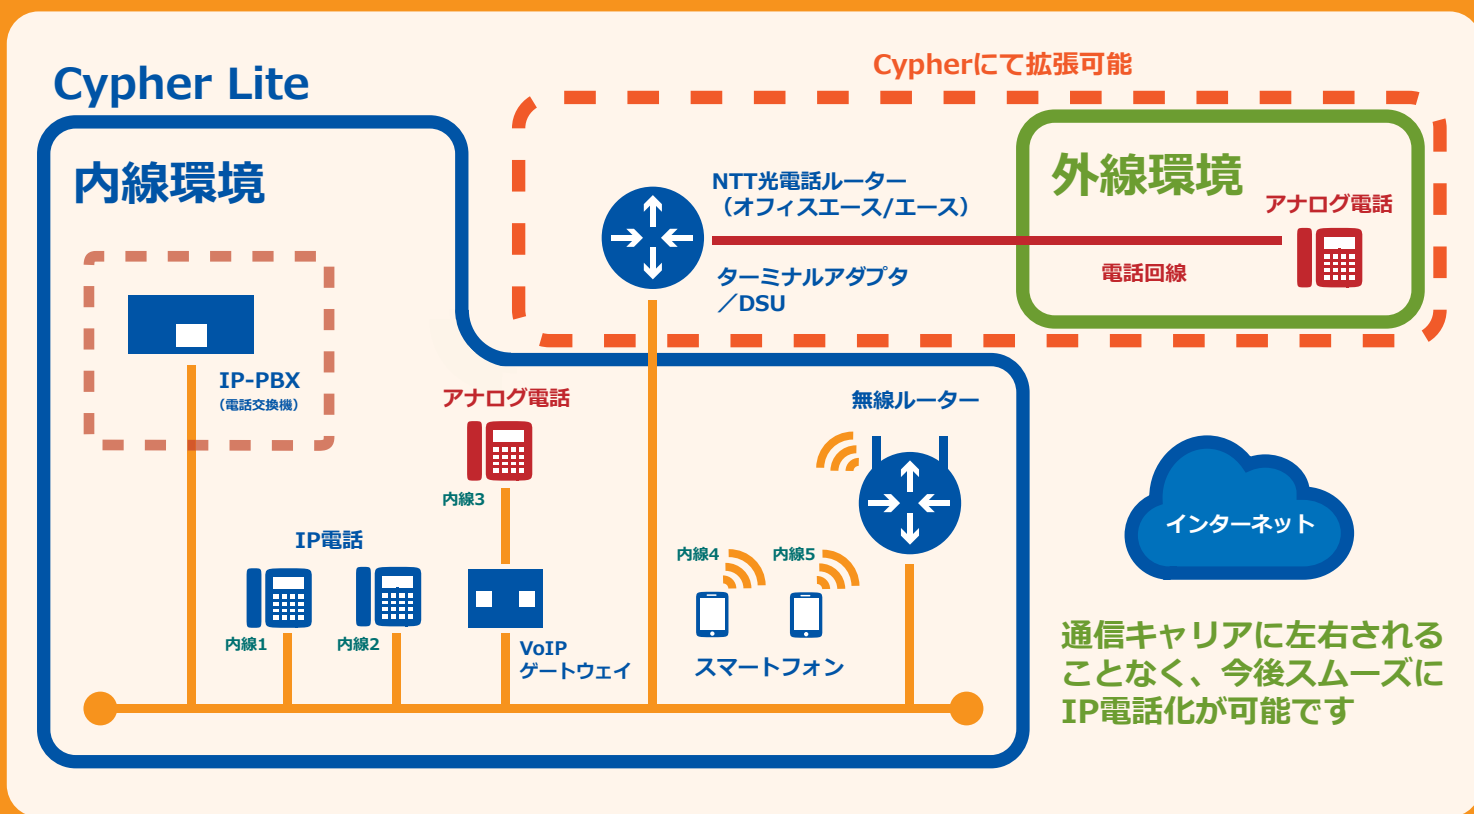 Cypher Lite
Cypherにて拡張可能
内線環境
NTT光電話ルーター
（オフィスエース/エース）
外線環境
アナログ電話
ターミナルアダプタ
／DSU
電話回線
IP-PBX
（電話交換機）
アナログ電話
無線ルーター
内線3
インターネット
IP電話
内線4
内線5
内線1
内線2
VoIP
ゲートウェイ
スマートフォン
通信キャリアに左右される
ことなく、今後スムーズに
IP電話化が可能です